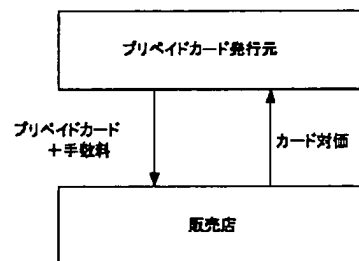 プリペイドカード発行元
プリペイドカード
＋手数料
カード対価
販売店